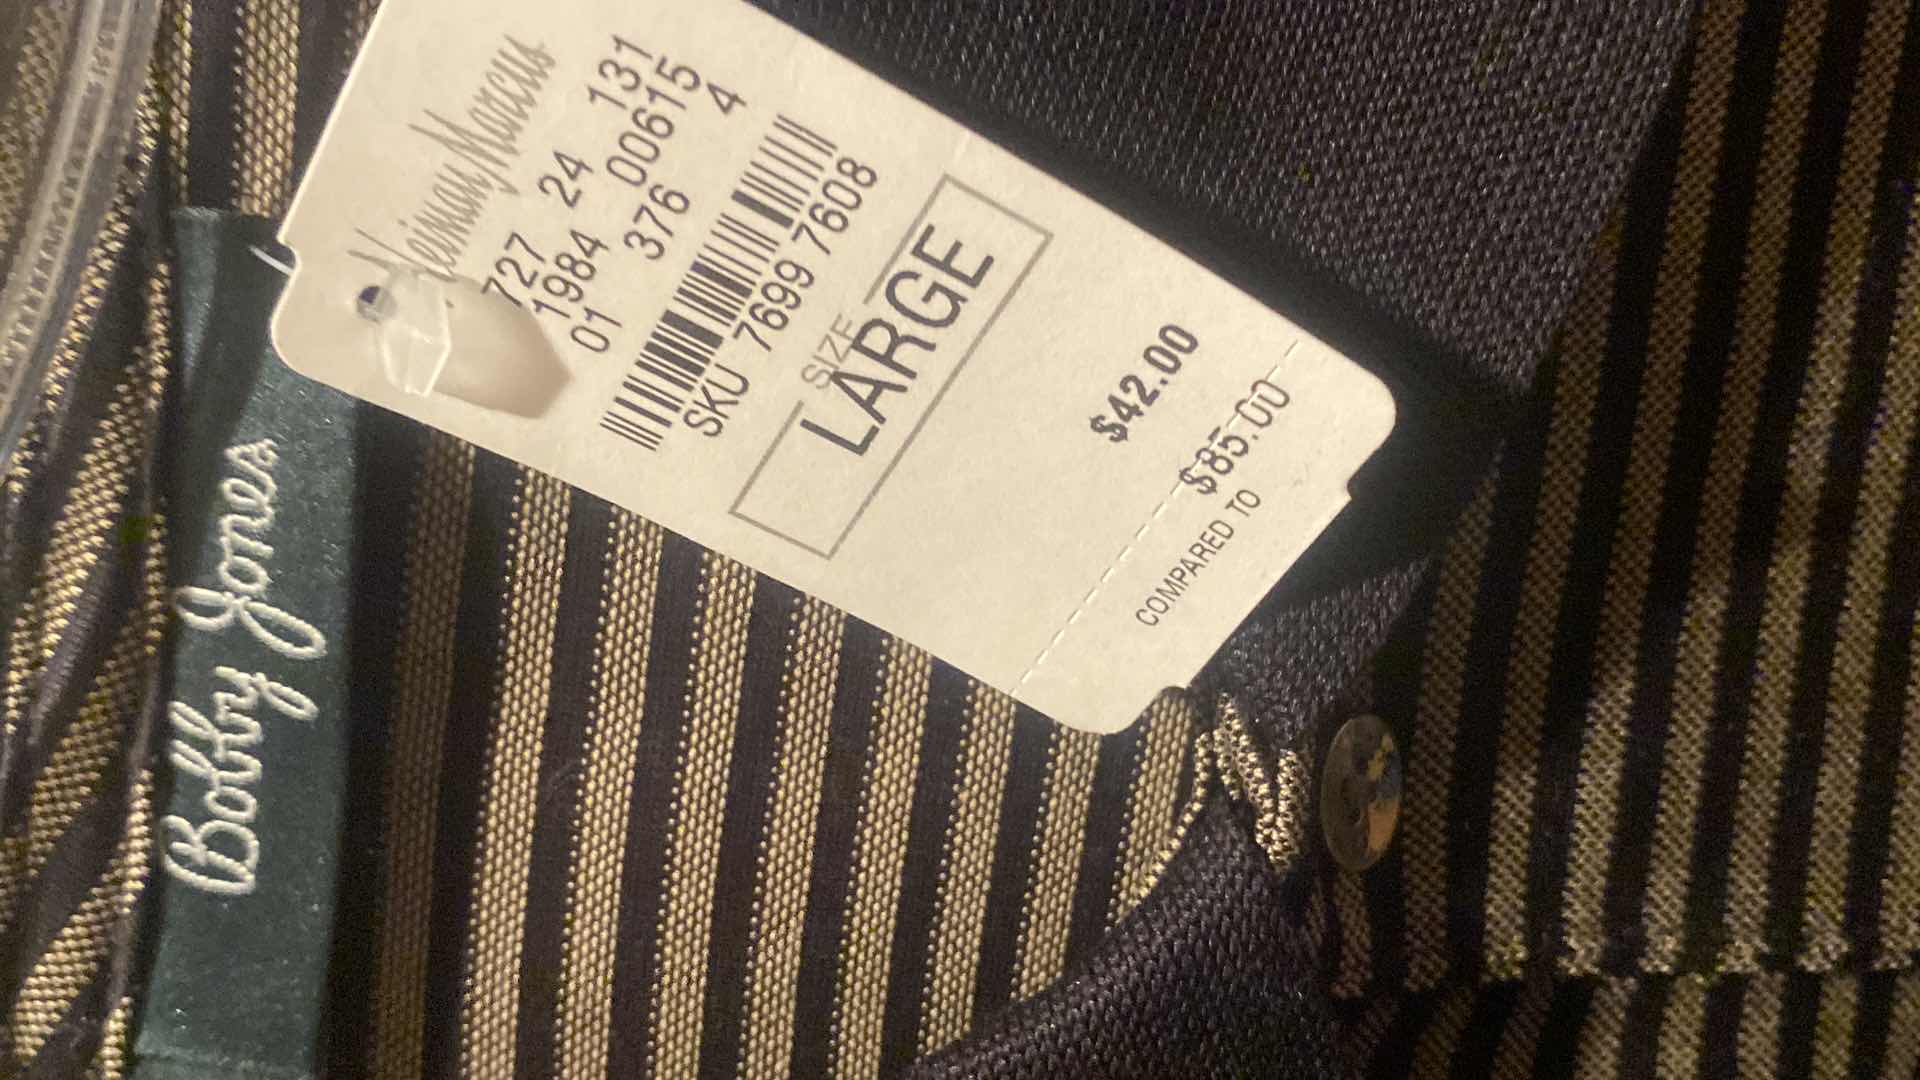 Neiman Marcus
727 24 131
1984 00615
01 376 4
SKU 7699 7608
SIZE
LARGE
$42.00
$85.00
COMPARED TO
Bobby Jones